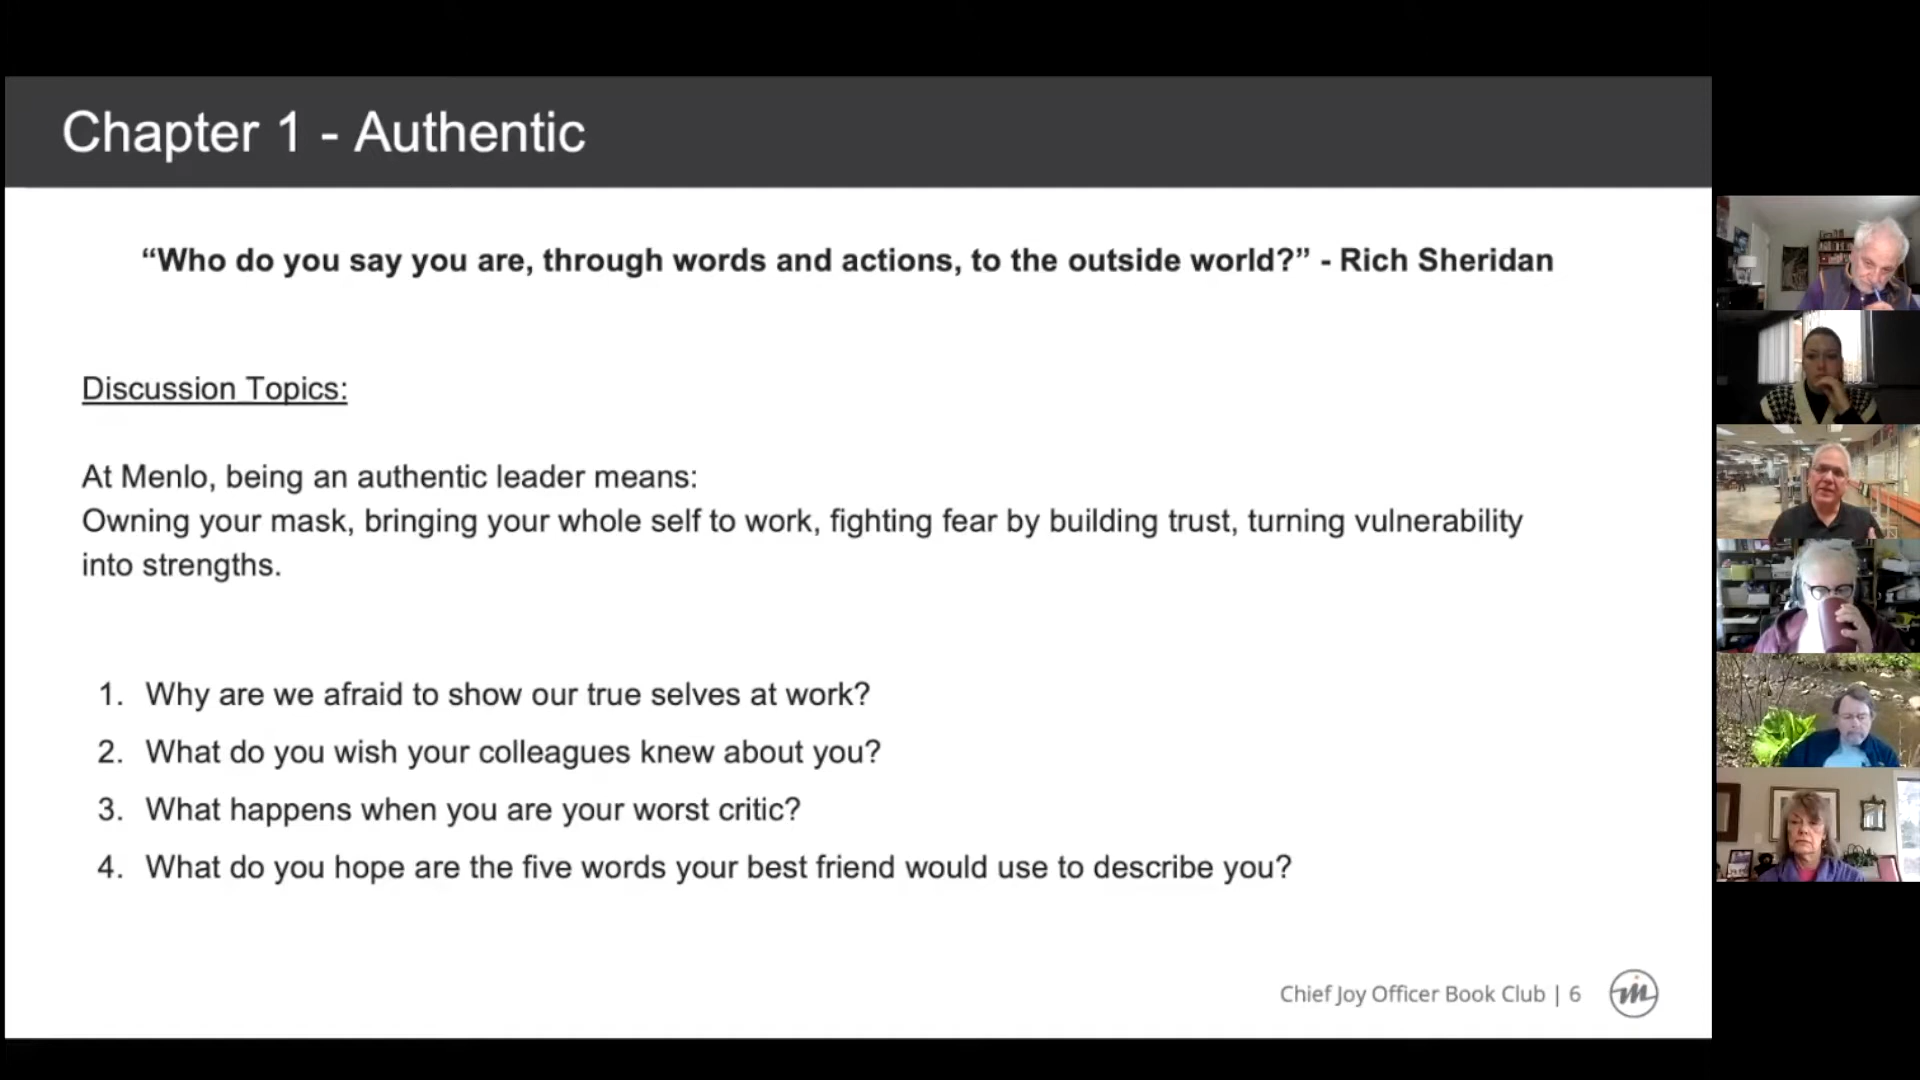 Chapter 1 - Authentic
“Who do you say you are, through words and actions, to the outside world?” - Rich Sheridan
Discussion Topics:
At Menlo, being an authentic leader means:
Owning your mask, bringing your whole self to work, fighting fear by building trust, turning vulnerability
into strengths.
1. Why are we afraid to show our true selves at work?
2. What do you wish your colleagues knew about you?
3. What happens when you are your worst critic?
4. What do you hope are the five words your best friend would use to describe you?
Chief Joy Officer Book Club | 6